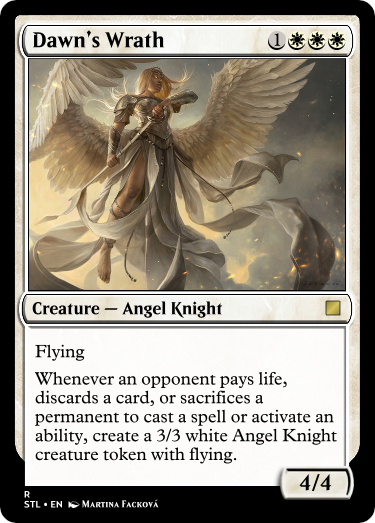 Dawn's Wrath 1
Creature — Angel Knight
Flying
Whenever an opponent pays life,
discards a card, or sacrifices a
permanent to cast a spell or activate an
ability, create a 3/3 white Angel Knight
creature token with flying.
4/4
R
STL • EN Martina Facková